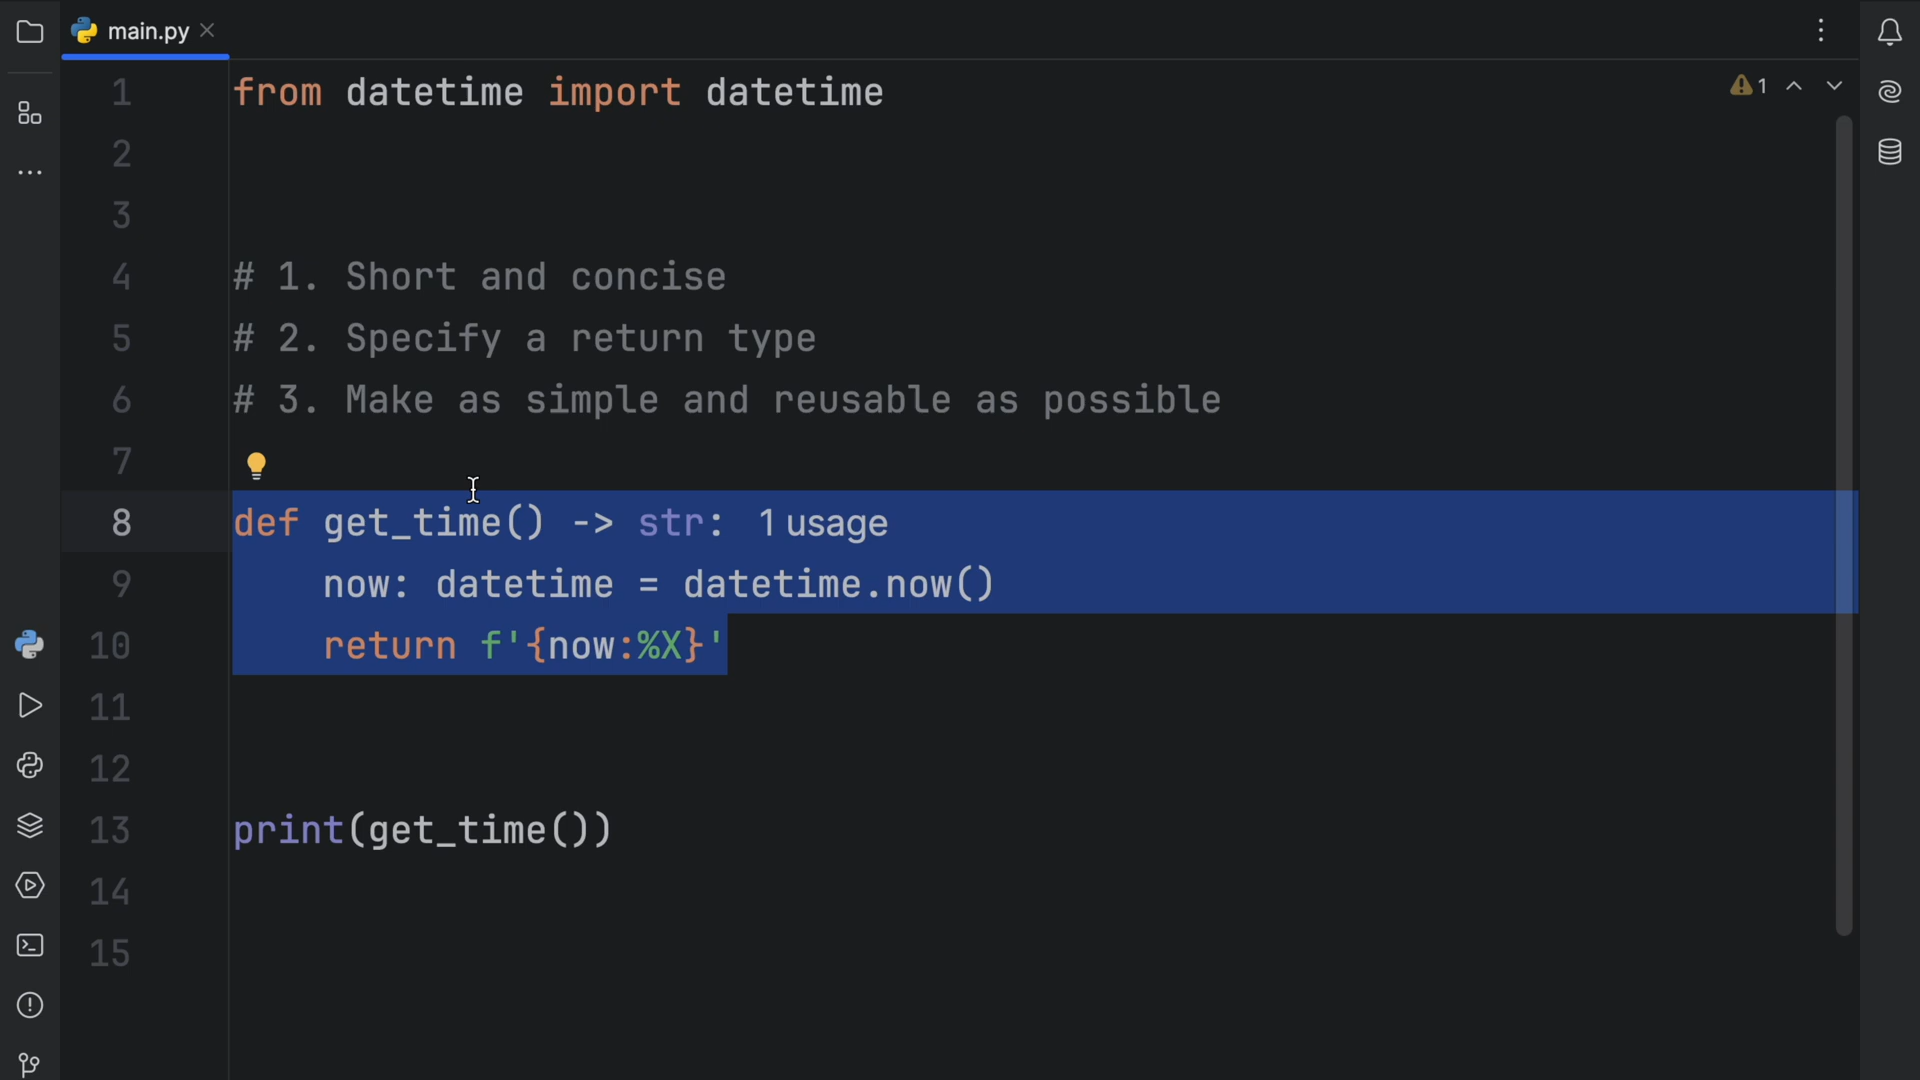 main.py
1 from datetime import datetime
2
3
4 # 1. Short and concise
5 # 2. Specify a return type
6 # 3. Make as simple and reusable as possible
7
8 def get_time() -> str: 1 usage
9     now: datetime = datetime.now()
10     return f'{now:%X}'
11
12
13 print(get_time())
14
15
1